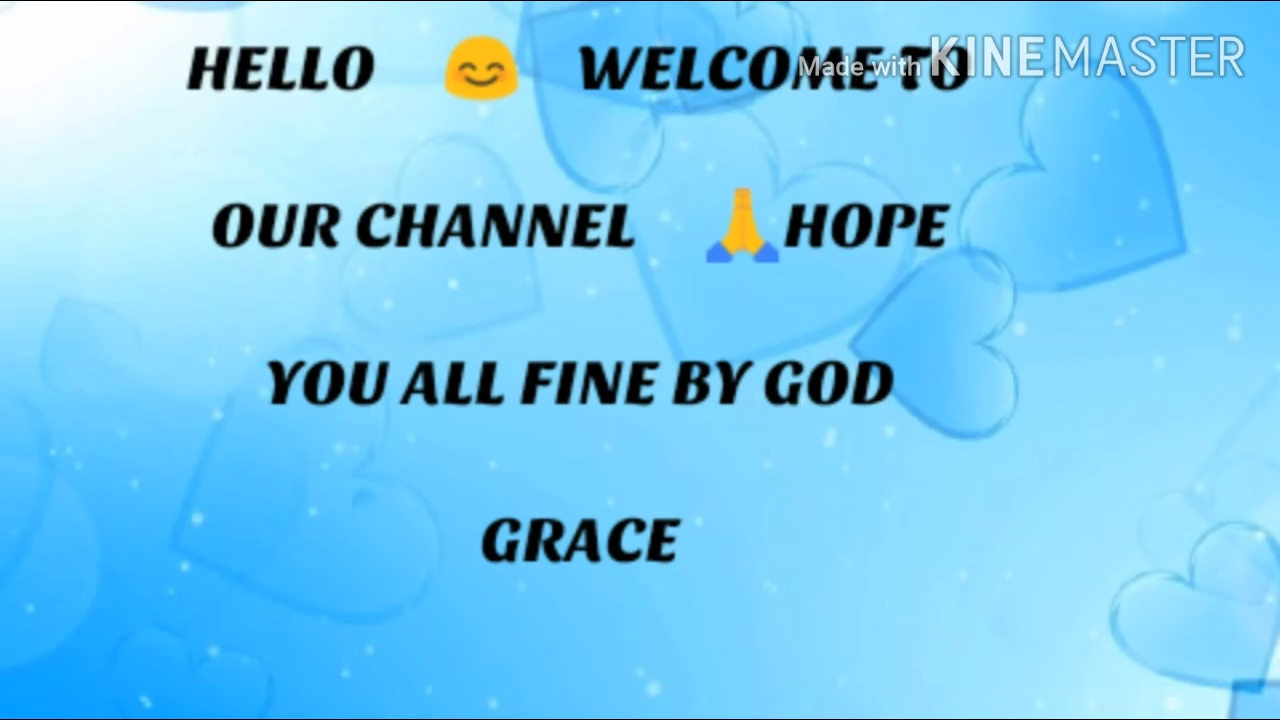 HELLO 😊 WELCOME TO
Made with KINEMASTER
OUR CHANNEL 🙏HOPE
YOU ALL FINE BY GOD
GRACE